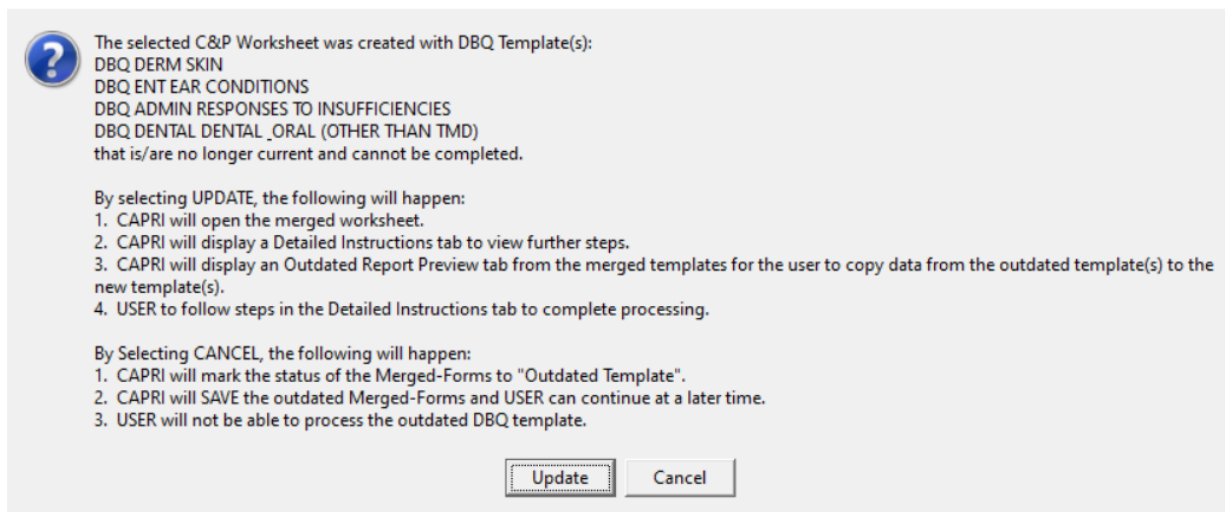 The selected C&P Worksheet was created with DBQ Template(s):
DBQ DERM SKIN
DBQ ENT EAR CONDITIONS
DBQ ADMIN RESPONSES TO INSUFFICIENCIES
DBQ DENTAL DENTAL _ORAL (OTHER THAN TMD)
that is/are no longer current and cannot be completed.
By selecting UPDATE, the following will happen:
1. CAPRI will open the merged worksheet.
2. CAPRI will display a Detailed Instructions tab to view further steps.
3. CAPRI will display an Outdated Report Preview tab from the merged templates for the user to copy data from the outdated template(s) to the
new template(s).
4. USER to follow steps in the Detailed Instructions tab to complete processing.
By Selecting CANCEL, the following will happen:
1. CAPRI will mark the status of the Merged-Forms to "Outdated Template".
2. CAPRI will SAVE the outdated Merged-Forms and USER can continue at a later time.
3. USER will not be able to process the outdated DBQ template.
Update Cancel